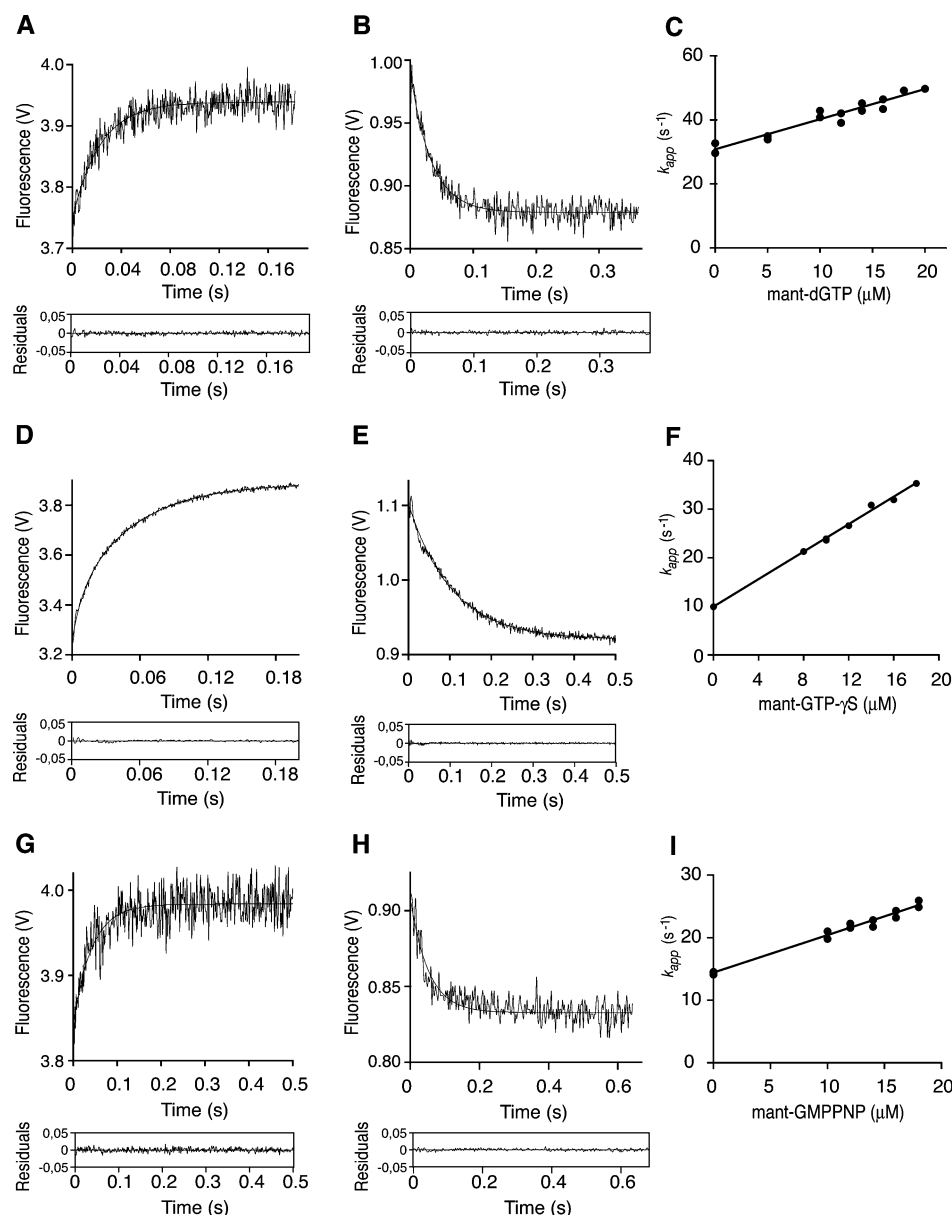 A
B
C
4.0
3.9
3.8
3.7
Fluorescence (V)
0 0.04 0.08 0.12 0.16
Time (s)
0,05
0
-0,05
Residuals
0 0.04 0.08 0.12 0.16
Time (s)
1.00
0.95
0.90
0.85
Fluorescence (V)
0 0.1 0.2 0.3
Time (s)
0,05
0
-0,05
Residuals
0 0.1 0.2 0.3
Time (s)
60
40
20
0
kapp (s-1)
0 5 10 15 20
mant-dGTP (μM)
D
E
F
3.8
3.6
3.4
3.2
Fluorescence (V)
0 0.06 0.12 0.18
Time (s)
0,05
0
-0,05
Residuals
0 0.06 0.12 0.18
Time (s)
1.1
1.0
0.9
Fluorescence (V)
0 0.1 0.2 0.3 0.4 0.5
Time (s)
0,05
0
-0,05
Residuals
0 0.1 0.2 0.3 0.4 0.5
Time (s)
40
30
20
10
0
kapp (s-1)
0 4 8 12 16 20
mant-GTP-γS (μM)
G
H
I
4.0
3.9
3.8
Fluorescence (V)
0 0.1 0.2 0.3 0.4 0.5
Time (s)
0,05
0
-0,05
Residuals
0 0.1 0.2 0.3 0.4 0.5
Time (s)
0.90
0.85
0.80
Fluorescence (V)
0 0.2 0.4 0.6
Time (s)
0,05
0
-0,05
Residuals
0 0.2 0.4 0.6
Time (s)
30
20
10
0
kapp (s-1)
0 5 10 15 20
mant-GMPPNP (μM)